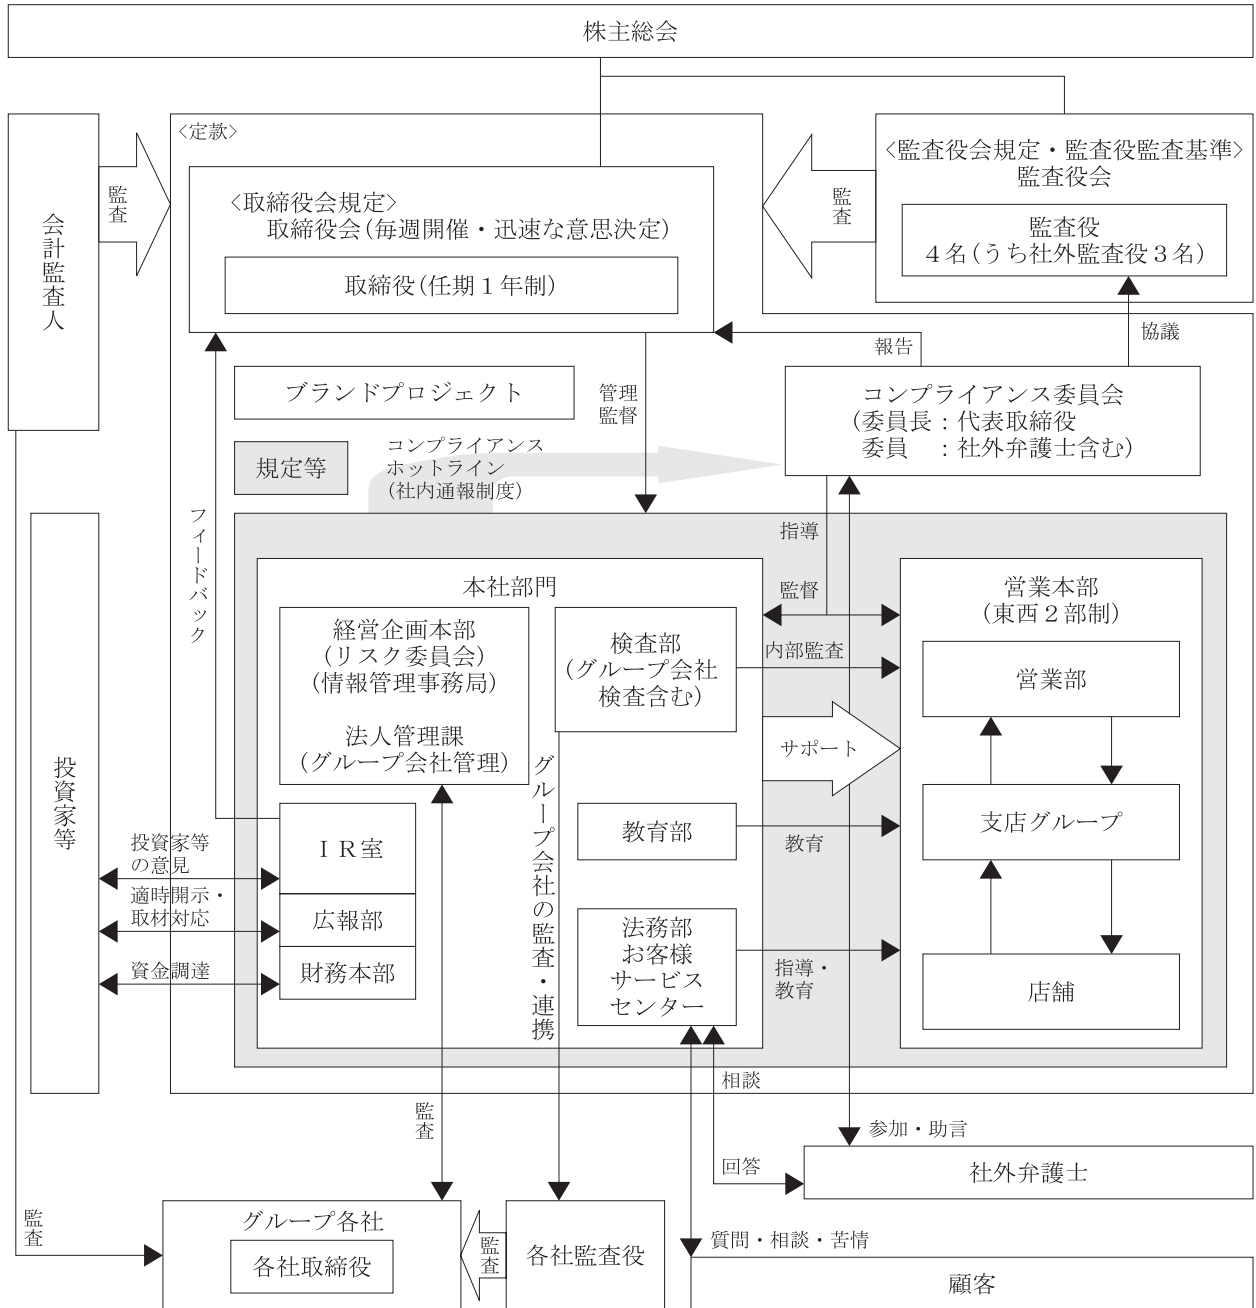 株主総会
会計監査人
監査
〈定款〉
〈取締役会規定〉
取締役会(毎週開催・迅速な意思決定)
取締役(任期1年制)
監査
〈監査役会規定・監査役監査基準〉
監査役会
監査役
4名(うち社外監査役3名)
報告
協議
ブランドプロジェクト
管理
監督
コンプライアンス委員会
(委員長:代表取締役
委員 :社外弁護士含む)
規定等
コンプライアンス
ホットライン
(社内通報制度)
フィードバック
指導
監督
投資家等
本社部門
経営企画本部
(リスク委員会)
(情報管理事務局)
法人管理課
(グループ会社管理)
検査部
(グループ会社
検査含む)
内部監査
営業本部
(東西2部制)
営業部
サポート
グループ会社の監査・連携
支店グループ
教育部
教育
IR室
投資家等
の意見
適時開示・
取材対応
広報部
資金調達
財務本部
法務部
お客様
サービス
センター
指導・
教育
店舗
相談
監査
参加・助言
回答
社外弁護士
監査
グループ各社
各社取締役
監査
各社監査役
質問・相談・苦情
顧客